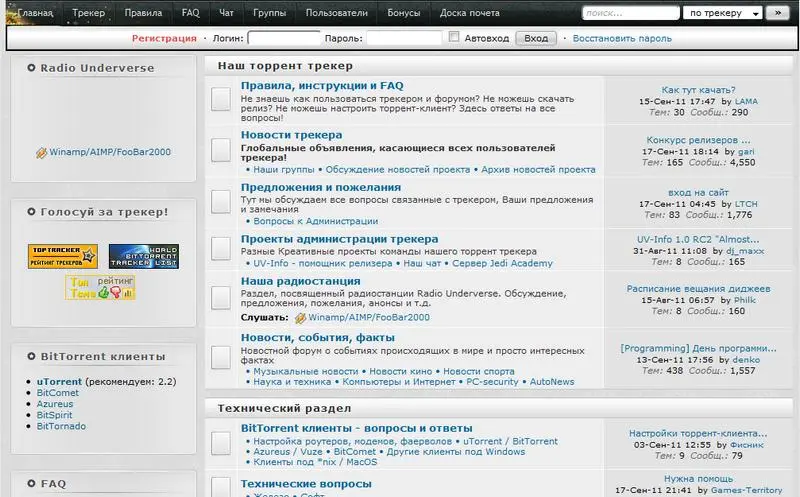 Главная Трекер Правила FAQ Чат Группы Пользователи Бонусы Доска почета поиск... по трекеру »
Регистрация · Логин: Пароль: Автовход Вход · Восстановить пароль
Radio Underverse
Winamp/AIMP/FooBar2000
Голосуй за трекер!
TOP TRACKER
РЕЙТИНГ ТРЕКЕРОВ
WORLD
BITTORRENT
TRACKER LIST
Топ рейтинг
Тема
BitTorrent клиенты
• uTorrent (рекомендуем: 2.2)
• BitComet
• Azureus
• BitSpirit
• BitTornado
FAQ
Наш торрент трекер
Правила, инструкции и FAQ
Не знаешь как пользоваться трекером и форумом? Не можешь скачать
релиз? Не можешь настроить торрент-клиент? Здесь ответы на все
вопросы!
Как тут качать?
15-Сен-11 17:47 by LAMA
Тем: 30 Сообщ.: 290
Новости трекера
Глобальные объявления, касающиеся всех пользователей
трекера!
• Наши группы • Обсуждение новостей проекта • Архив новостей проекта
Конкурс релизеров ...
17-Сен-11 18:14 by gari
Тем: 165 Сообщ.: 4,550
Предложения и пожелания
Тут мы обсуждаем все вопросы связанные с трекером, Ваши предложения
и замечания
• Вопросы к Администрации
вход на сайт
17-Сен-11 04:45 by LTCH
Тем: 83 Сообщ.: 1,776
Проекты администрации трекера
Разные Креативные проекты команды нашего торрент трекера
• UV-Info - помощник релизера • Наш чат • Сервер Jedi Academy
UV-Info 1.0 RC2 "Almost...
31-Авг-11 11:08 by dj_maxx
Тем: 8 Сообщ.: 165
Наша радиостанция
Раздел, посвященный радиостанции Radio Underverse. Обсуждение,
предложения, пожелания, анонсы и т.д.
Слушать: Winamp/AIMP/FooBar2000
Расписание вещания диджеев
15-Авг-11 06:57 by Philk
Тем: 8 Сообщ.: 160
Новости, события, факты
Новостной форум о событиях происходящих в мире и просто интересных
фактах
• Музыкальные новости • Новости кино • Новости спорта
• Наука и техника • Компьютеры и Интернет • PC-security • AutoNews
[Programming] День программи...
13-Сен-11 17:56 by denko
Тем: 438 Сообщ.: 1,557
Технический раздел
BitTorrent клиенты - вопросы и ответы
• Настройка роутеров, модемов, фаерволов • uTorrent / BitTorrent
• Azureus / Vuze • BitComet • Другие клиенты под Windows
• Клиенты под *nix / MacOS
Настройки торрент-клиента...
03-Сен-11 12:55 by Фисник
Тем: 9 Сообщ.: 79
Технические вопросы
• Железо • Софт
Нужна помощь
17-Сен-11 21:41 by Games-Territory